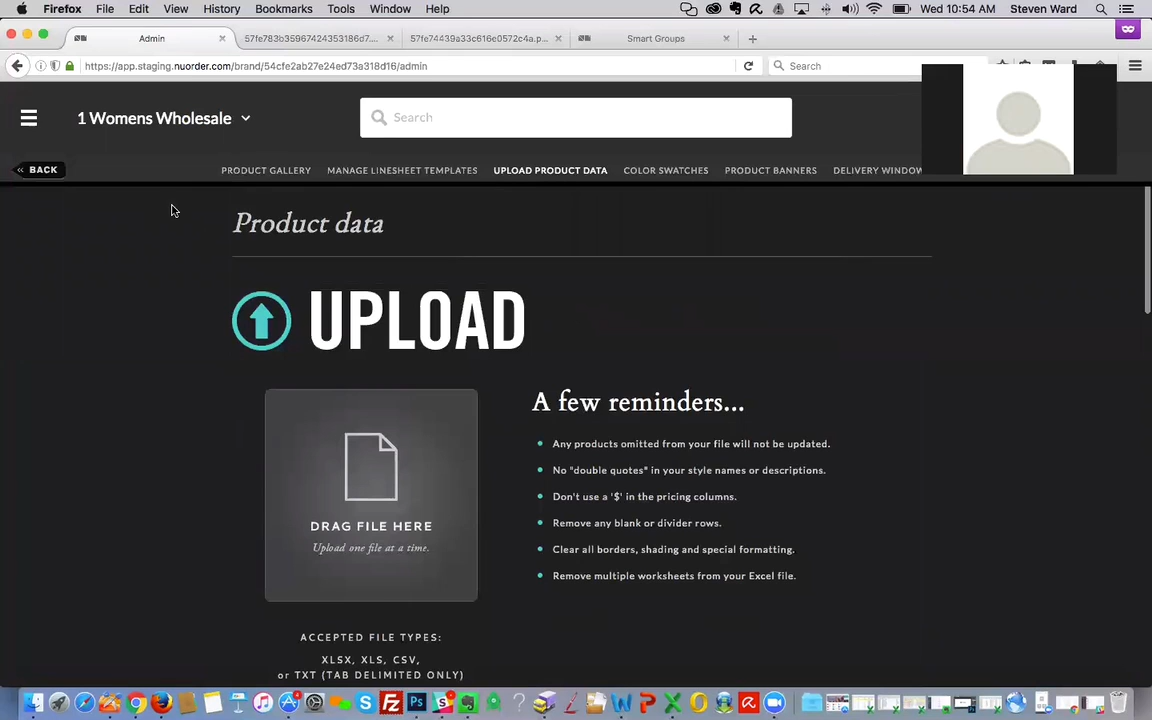 Firefox File Edit View History Bookmarks Tools Window Help Wed 10:54 AM Steven Ward
Admin 57fe783b35967424353186d7.... 57fe74439a33c616e0572c4a.p... Smart Groups
https://app.staging.nuorder.com/brand/54cfe2ab27e24ed73a318d16/admin Search
1 Womens Wholesale Search
« BACK PRODUCT GALLERY MANAGE LINESHEET TEMPLATES UPLOAD PRODUCT DATA COLOR SWATCHES PRODUCT BANNERS DELIVERY WINDOW
Product data
UPLOAD
A few reminders...
Any products omitted from your file will not be updated.
No "double quotes" in your style names or descriptions.
Don't use a '$' in the pricing columns.
Remove any blank or divider rows.
Clear all borders, shading and special formatting.
Remove multiple worksheets from your Excel file.
DRAG FILE HERE
Upload one file at a time.
ACCEPTED FILE TYPES:
XLSX, XLS, CSV,
or TXT (TAB DELIMITED ONLY)